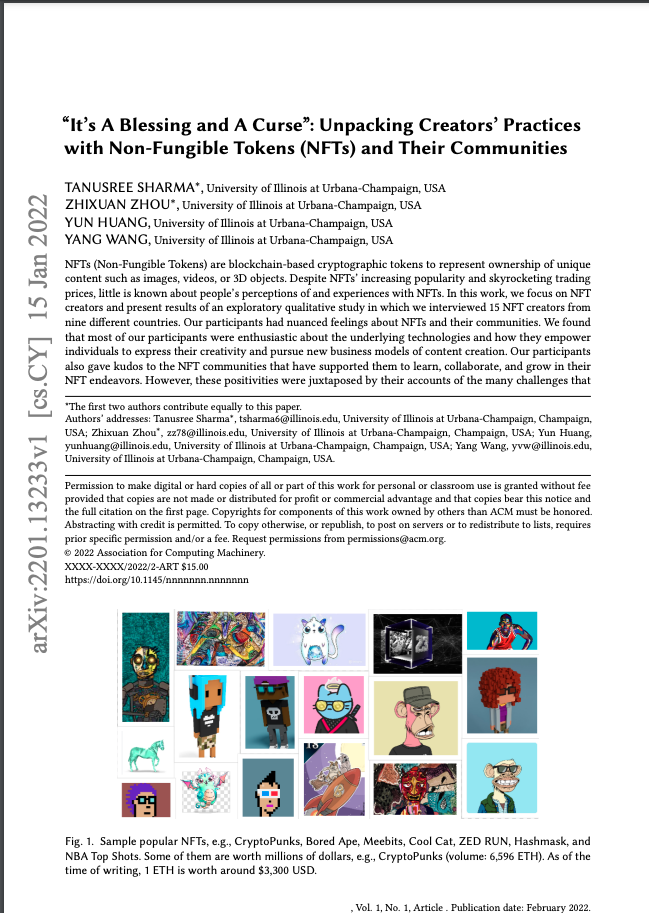 “It’s A Blessing and A Curse”: Unpacking Creators’ Practices
with Non-Fungible Tokens (NFTs) and Their Communities
TANUSREE SHARMA*, University of Illinois at Urbana-Champaign, USA
ZHIXUAN ZHOU*, University of Illinois at Urbana-Champaign, USA
YUN HUANG, University of Illinois at Urbana-Champaign, USA
YANG WANG, University of Illinois at Urbana-Champaign, USA
NFTs (Non-Fungible Tokens) are blockchain-based cryptographic tokens to represent ownership of unique
content such as images, videos, or 3D objects. Despite NFTs’ increasing popularity and skyrocketing trading
prices, little is known about people’s perceptions of and experiences with NFTs. In this work, we focus on NFT
creators and present results of an exploratory qualitative study in which we interviewed 15 NFT creators from
nine different countries. Our participants had nuanced feelings about NFTs and their communities. We found
that most of our participants were enthusiastic about the underlying technologies and how they empower
individuals to express their creativity and pursue new business models of content creation. Our participants
also gave kudos to the NFT communities that have supported them to learn, collaborate, and grow in their
NFT endeavors. However, these positivities were juxtaposed by their accounts of the many challenges that
*The first two authors contribute equally to this paper.
Authors’ addresses: Tanusree Sharma*, tsharma6@illinois.edu, University of Illinois at Urbana-Champaign, Champaign,
USA; Zhixuan Zhou*, zz78@illinois.edu, University of Illinois at Urbana-Champaign, Champaign, USA; Yun Huang,
yunhuang@illinois.edu, University of Illinois at Urbana-Champaign, Champaign, USA; Yang Wang, yvw@illinois.edu,
University of Illinois at Urbana-Champaign, Champaign, USA.
Permission to make digital or hard copies of all or part of this work for personal or classroom use is granted without fee
provided that copies are not made or distributed for profit or commercial advantage and that copies bear this notice and
the full citation on the first page. Copyrights for components of this work owned by others than ACM must be honored.
Abstracting with credit is permitted. To copy otherwise, or republish, to post on servers or to redistribute to lists, requires
prior specific permission and/or a fee. Request permissions from permissions@acm.org.
© 2022 Association for Computing Machinery.
XXXX-XXXX/2022/2-ART $15.00
https://doi.org/10.1145/nnnnnnn.nnnnnnn
arXiv:2201.13233v1 [cs.CY] 15 Jan 2022
Fig. 1. Sample popular NFTs, e.g., CryptoPunks, Bored Ape, Meebits, Cool Cat, ZED RUN, Hashmask, and
NBA Top Shots. Some of them are worth millions of dollars, e.g., CryptoPunks (volume: 6,596 ETH). As of the
time of writing, 1 ETH is worth around $3,300 USD.
, Vol. 1, No. 1, Article . Publication date: February 2022.